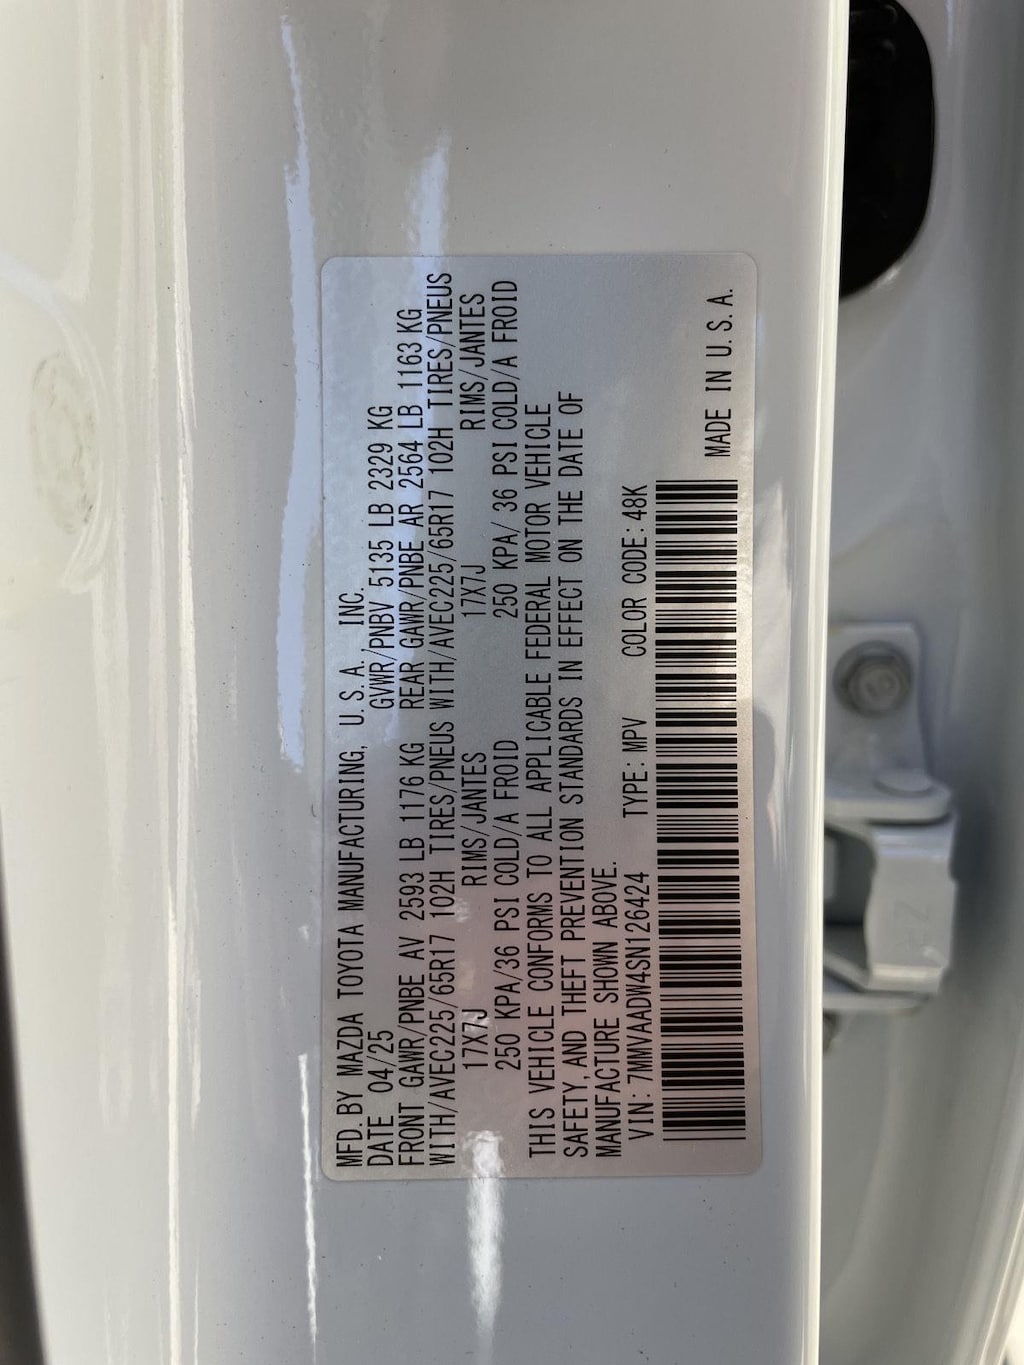 MFD. BY MAZDA TOYOTA MANUFACTURING, U. S. A., INC.
DATE 04/25 GVWR/PNBV 5135 LB 2329 KG
FRONT GAWR/PNBE AV 2593 LB 1176 KG REAR GAWR/PNBE AR 2564 LB 1163 KG
WITH/AVEC225/65R17 102H TIRES/PNEUS WITH/AVEC225/65R17 102H TIRES/PNEUS
17X7J RIMS/JANTES 17X7J RIMS/JANTES
250 KPA/36 PSI COLD/A FROID 250 KPA/ 36 PSI COLD/A FROID
THIS VEHICLE CONFORMS TO ALL APPLICABLE FEDERAL MOTOR VEHICLE
SAFETY, AND THEFT PREVENTION STANDARDS IN EFFECT ON THE DATE OF
MANUFACTURE SHOWN ABOVE.
VIN: 7MMVAADW4SN126424 TYPE: MPV COLOR CODE: 48K
MADE IN U. S. A.